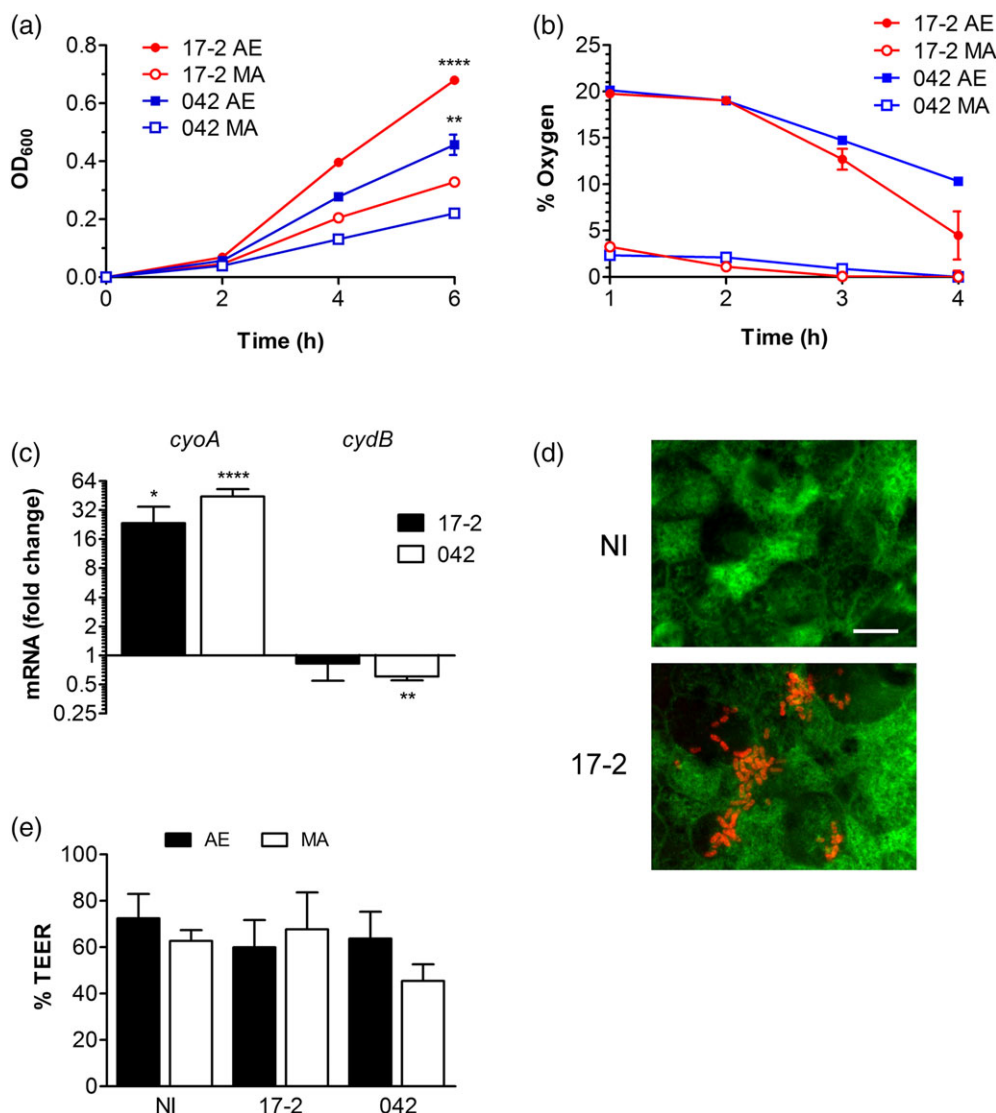 (a)
17-2 AE
17-2 MA
042 AE
042 MA
****
**
OD600
0.8
0.6
0.4
0.2
0.0
0 2 4 6
Time (h)
(b)
17-2 AE
17-2 MA
042 AE
042 MA
% Oxygen
25
20
15
10
5
0
1 2 3 4
Time (h)
(c)
cyoA cydB
* ****
**
17-2
042
mRNA (fold change)
64
32
16
8
4
2
1
0.5
0.25
(d)
NI
17-2
(e)
AE MA
% TEER
100
80
60
40
20
0
NI 17-2 042